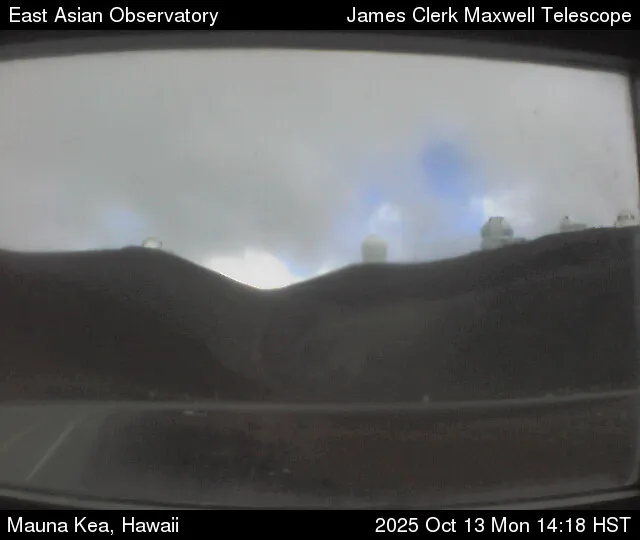 East Asian Observatory
James Clerk Maxwell Telescope
Mauna Kea, Hawaii
2025 Oct 13 Mon 14:18 HST